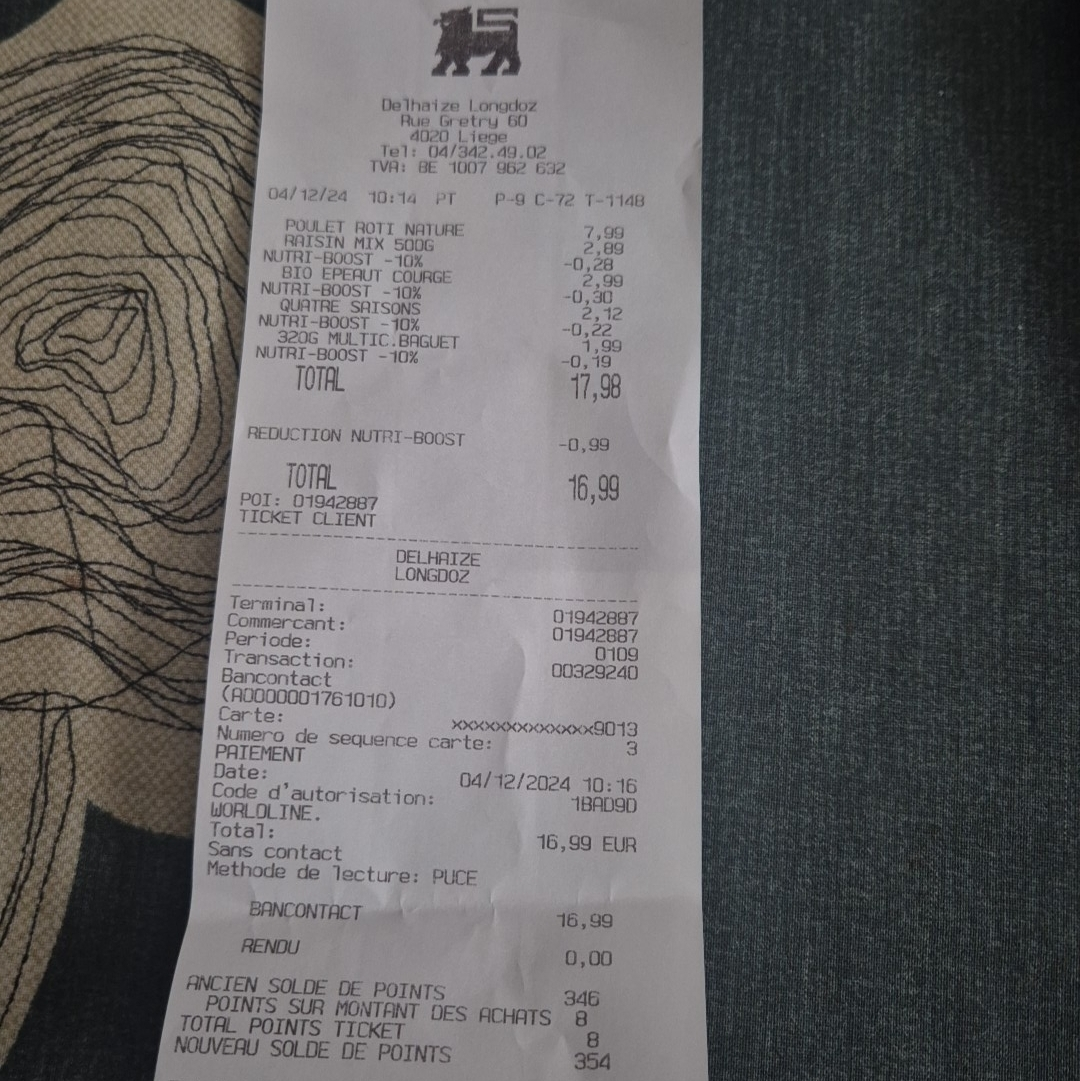 Delhaize Longdoz
Rue Gretry 60
4020 Liege
Tel: 04/342.49.02
TVA: BE 1007 962 632
04/12/24 10:14 PT P-9 C-72 T-1148
POULET ROTI NATURE 7,99
RAISIN MIX 500G 2,89
NUTRI-BOOST -10% -0,28
BIO EPEAUT COURGE 2,99
NUTRI-BOOST -10% -0,30
QUATRE SAISONS 2,12
NUTRI-BOOST -10% -0,22
320G MULTIC.BAGUET 1,99
NUTRI-BOOST -10% -0,19
TOTAL 17,98
REDUCTION NUTRI-BOOST -0,99
TOTAL 16,99
POI: 01942887
TICKET CLIENT
DELHAIZE
LONGDOZ
Terminal: 01942887
Commercant: 01942887
Periode: 0109
Transaction: 00329240
Bancontact
(A0000001761010)
Carte: xxxxxxxxxxxxx9013
Numero de sequence carte: 3
PAIEMENT
Date: 04/12/2024 10:16
Code d'autorisation: 1BAD9D
WORLDLINE.
Total: 16,99 EUR
Sans contact
Methode de lecture: PUCE
BANCONTACT 16,99
RENDU 0,00
ANCIEN SOLDE DE POINTS 346
POINTS SUR MONTANT DES ACHATS 8
TOTAL POINTS TICKET 8
NOUVEAU SOLDE DE POINTS 354